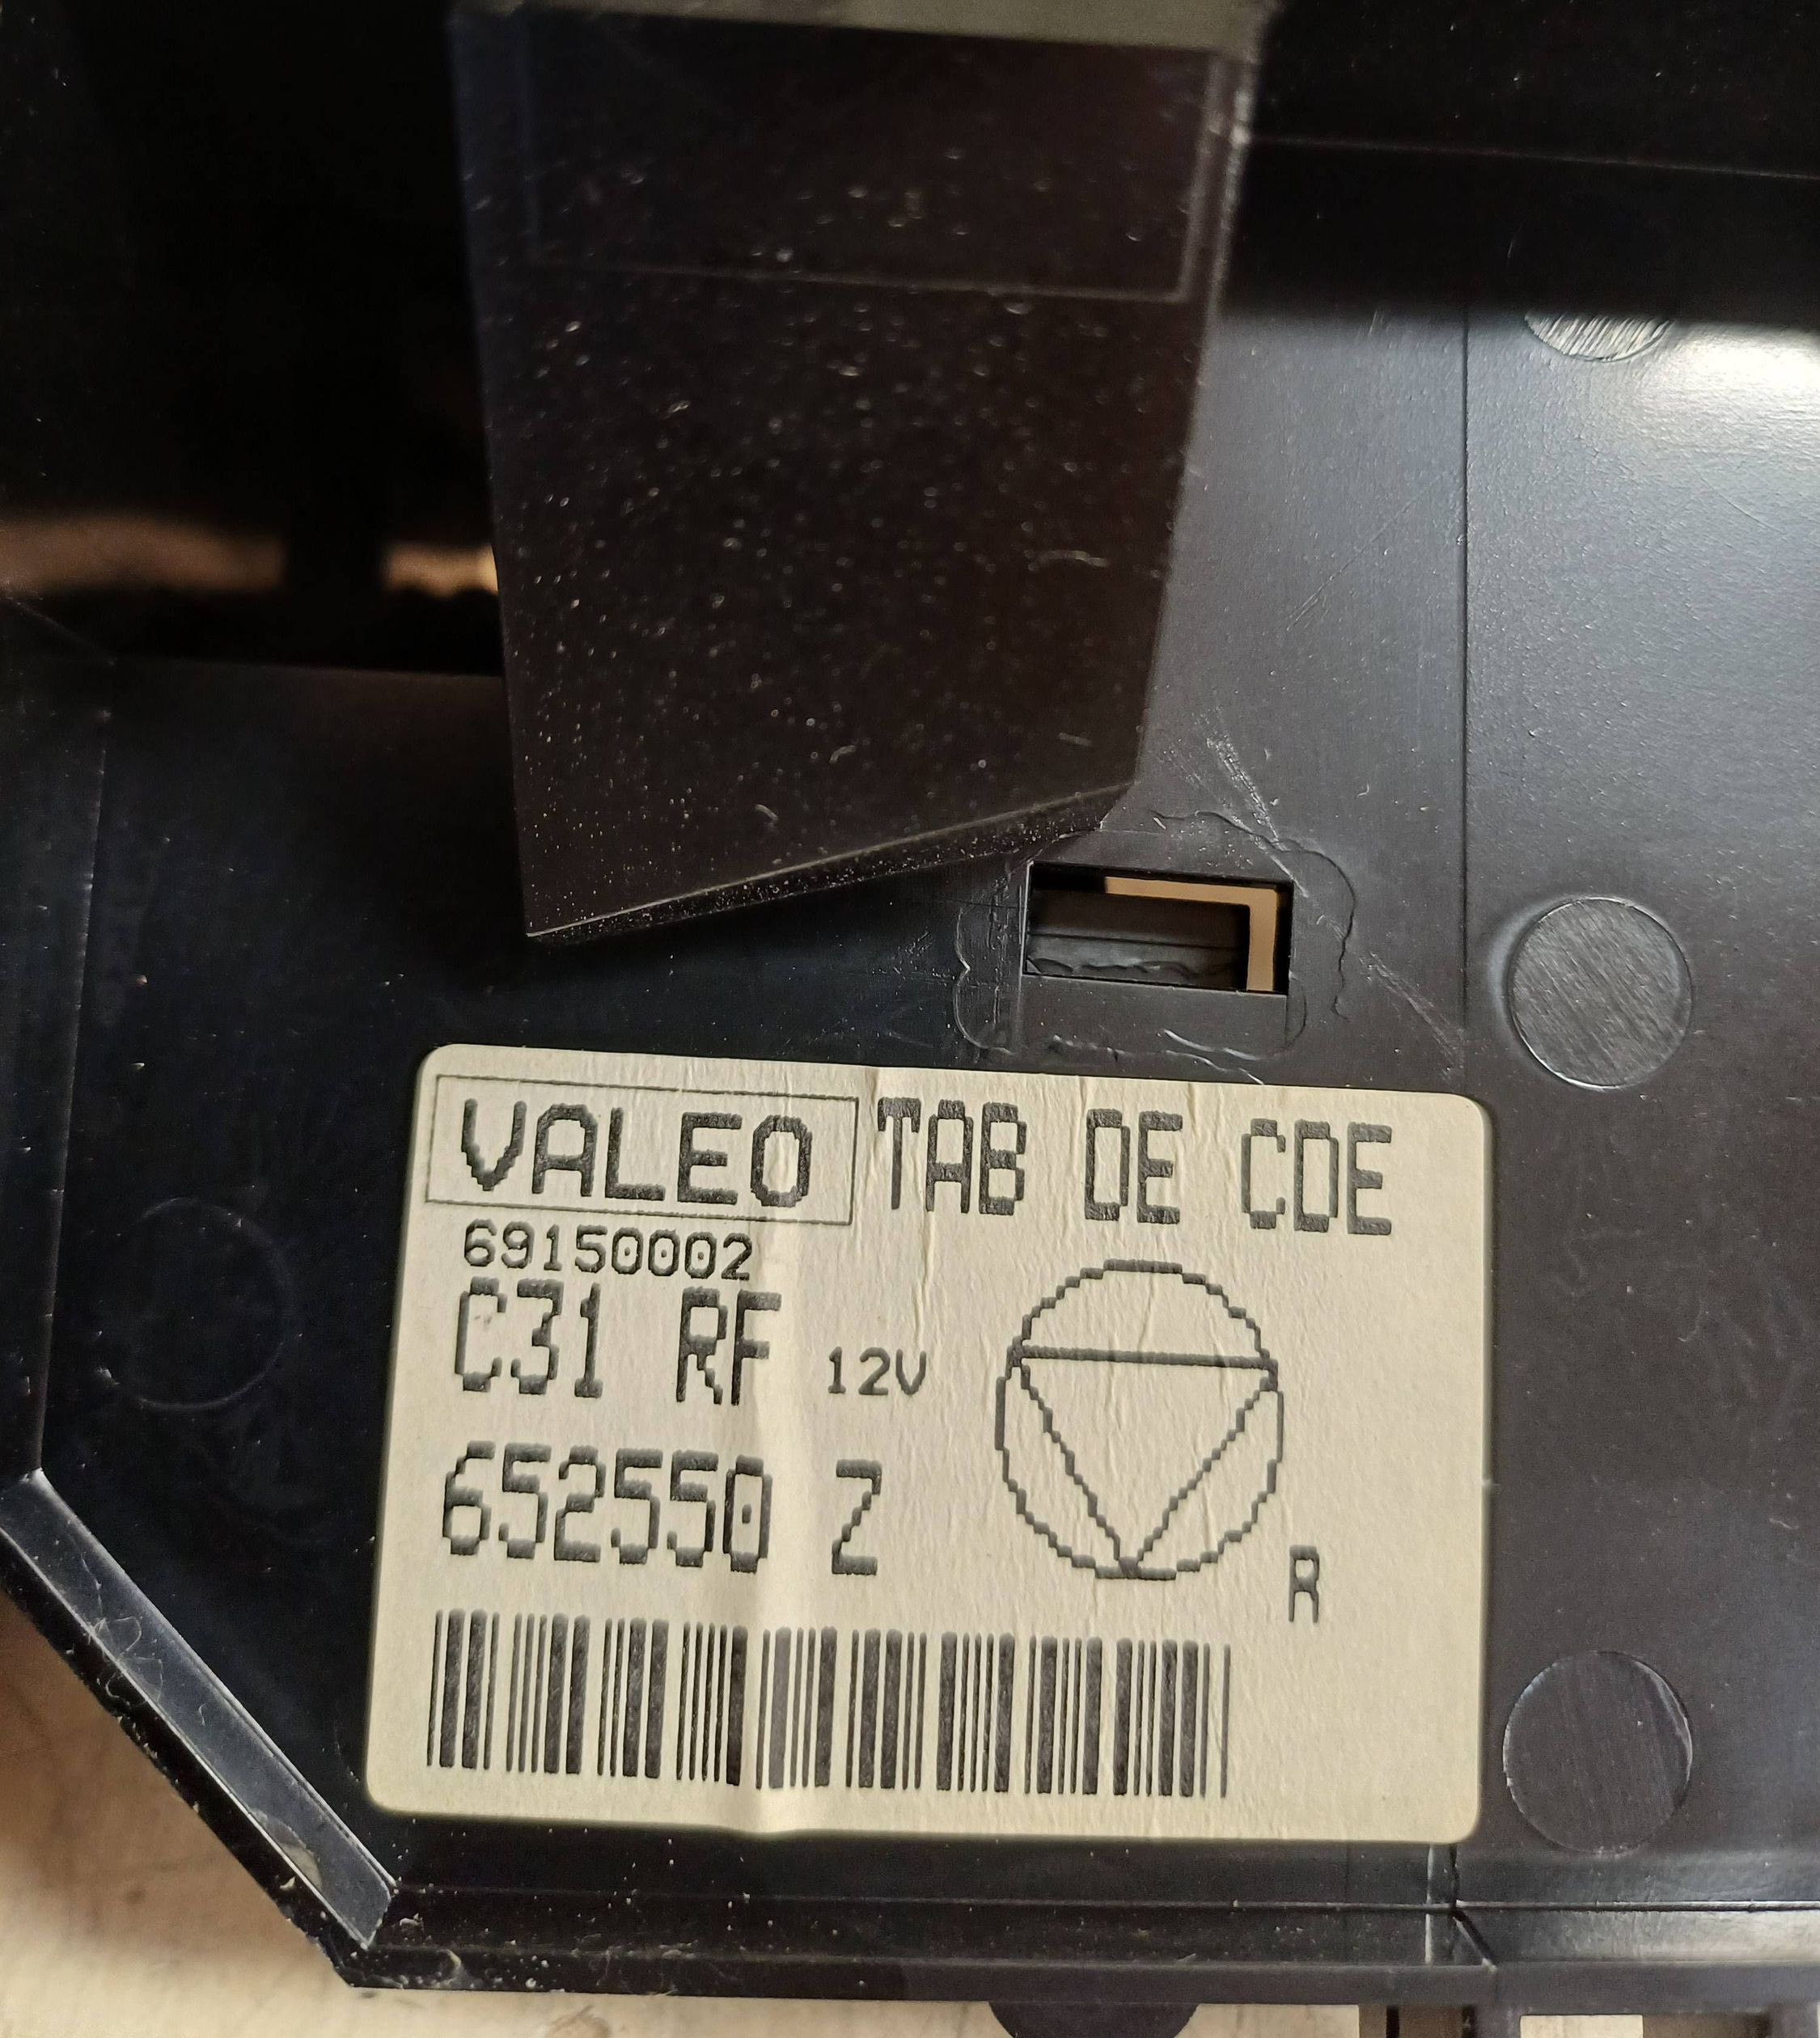 VALEO TAB DE CDE
69150002
C31 RF 12V
652550 Z
R